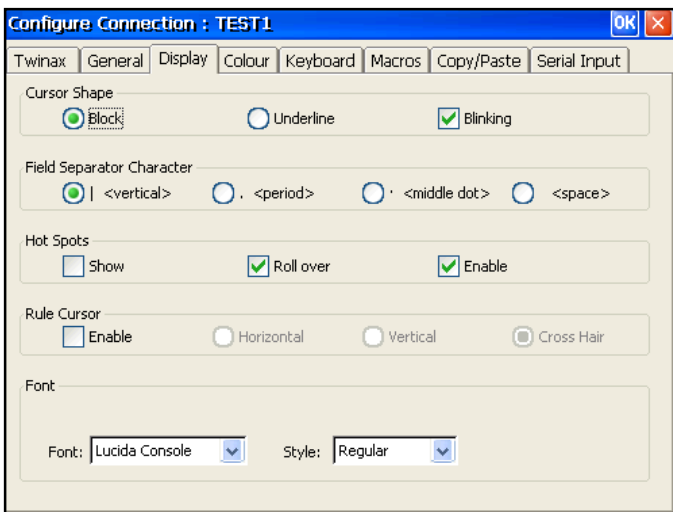 Configure Connection : TEST1 OK
Twinax General Display Colour Keyboard Macros Copy/Paste Serial Input
Cursor Shape
Block Underline Blinking
Field Separator Character
| <vertical> . <period> · <middle dot> <space>
Hot Spots
Show Roll over Enable
Rule Cursor
Enable Horizontal Vertical Cross Hair
Font
Font: Lucida Console Style: Regular